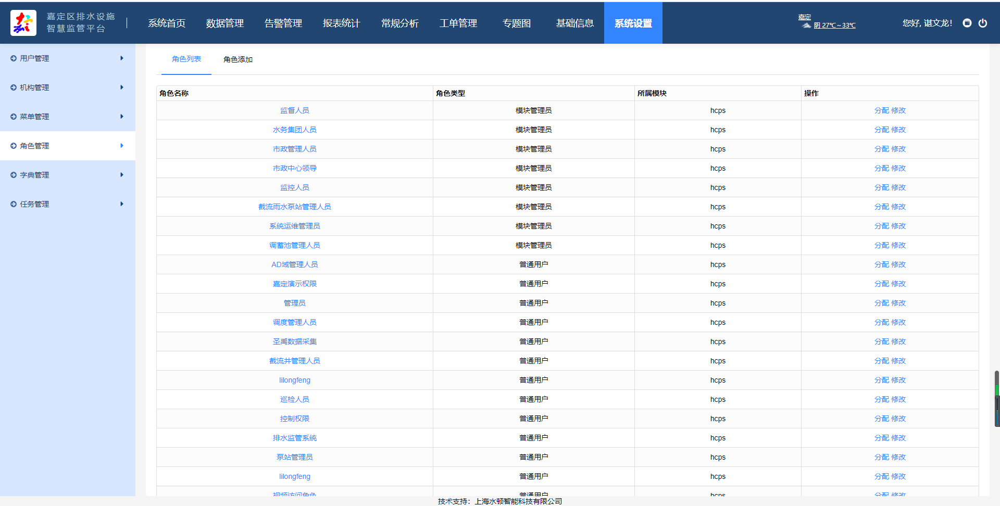 嘉定区排水设施
智慧监管平台
系统首页 数据管理 告警管理 报表统计 常规分析 工单管理 专题图 基础信息 系统设置
嘉定
阴 27℃～33℃
您好, 谌文龙！
用户管理
机构管理
菜单管理
角色管理
字典管理
任务管理
角色列表 角色添加
角色名称 角色类型 所属模块 操作
监督人员 模块管理员 hcps 分配 修改
水务集团人员 模块管理员 hcps 分配 修改
市政管理人员 模块管理员 hcps 分配 修改
市政中心领导 模块管理员 hcps 分配 修改
监控人员 模块管理员 hcps 分配 修改
截流雨水泵站管理人员 模块管理员 hcps 分配 修改
系统运维管理员 模块管理员 hcps 分配 修改
调蓄池管理人员 模块管理员 hcps 分配 修改
AD域管理人员 普通用户 hcps 分配 修改
嘉定演示权限 普通用户 hcps 分配 修改
管理员 普通用户 hcps 分配 修改
调度管理人员 普通用户 hcps 分配 修改
圣禹数据采集 普通用户 hcps 分配 修改
截流井管理人员 普通用户 hcps 分配 修改
lilongfeng 普通用户 hcps 分配 修改
巡检人员 普通用户 hcps 分配 修改
控制权限 普通用户 hcps 分配 修改
排水监管系统 普通用户 hcps 分配 修改
泵站管理员 普通用户 hcps 分配 修改
lilongfeng 普通用户 hcps 分配 修改
视频访问角色 普通用户 hcps 分配 修改
技术支持：上海水顿智能科技有限公司